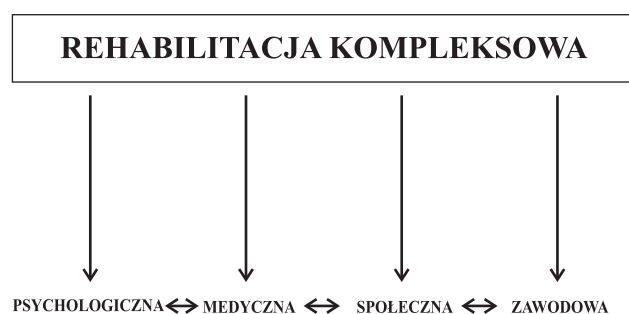 REHABILITACJA KOMPLEKSOWA
PSYCHOLOGICZNA MEDYCZNA SPOŁECZNA ZAWODOWA